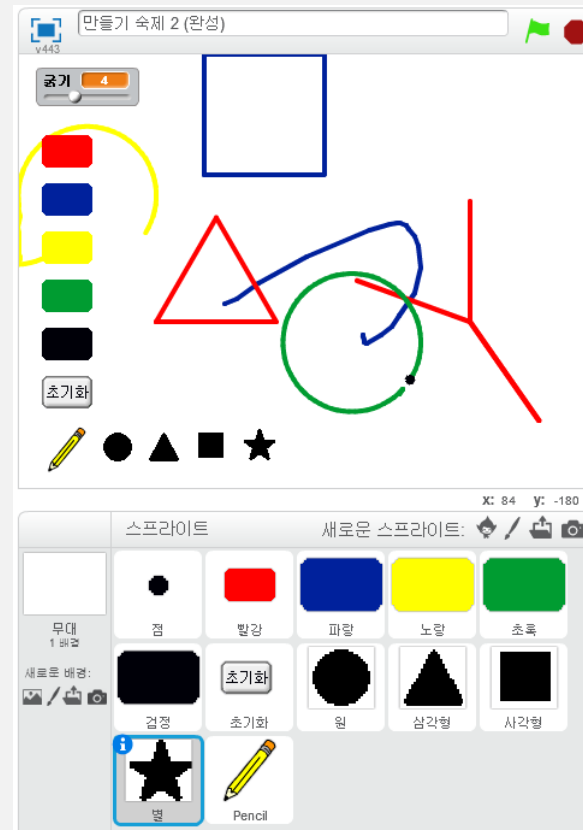 만들기 숙제 2 (완성)
v443
굵기 4
초기화
X: 84 y: -180
스프라이트 새로운 스프라이트:
무대
1 배경
새로운 배경:
점 빨강 파랑 노랑 초록
초기화
검정 초기화 원 삼각형 사각형
별 Pencil